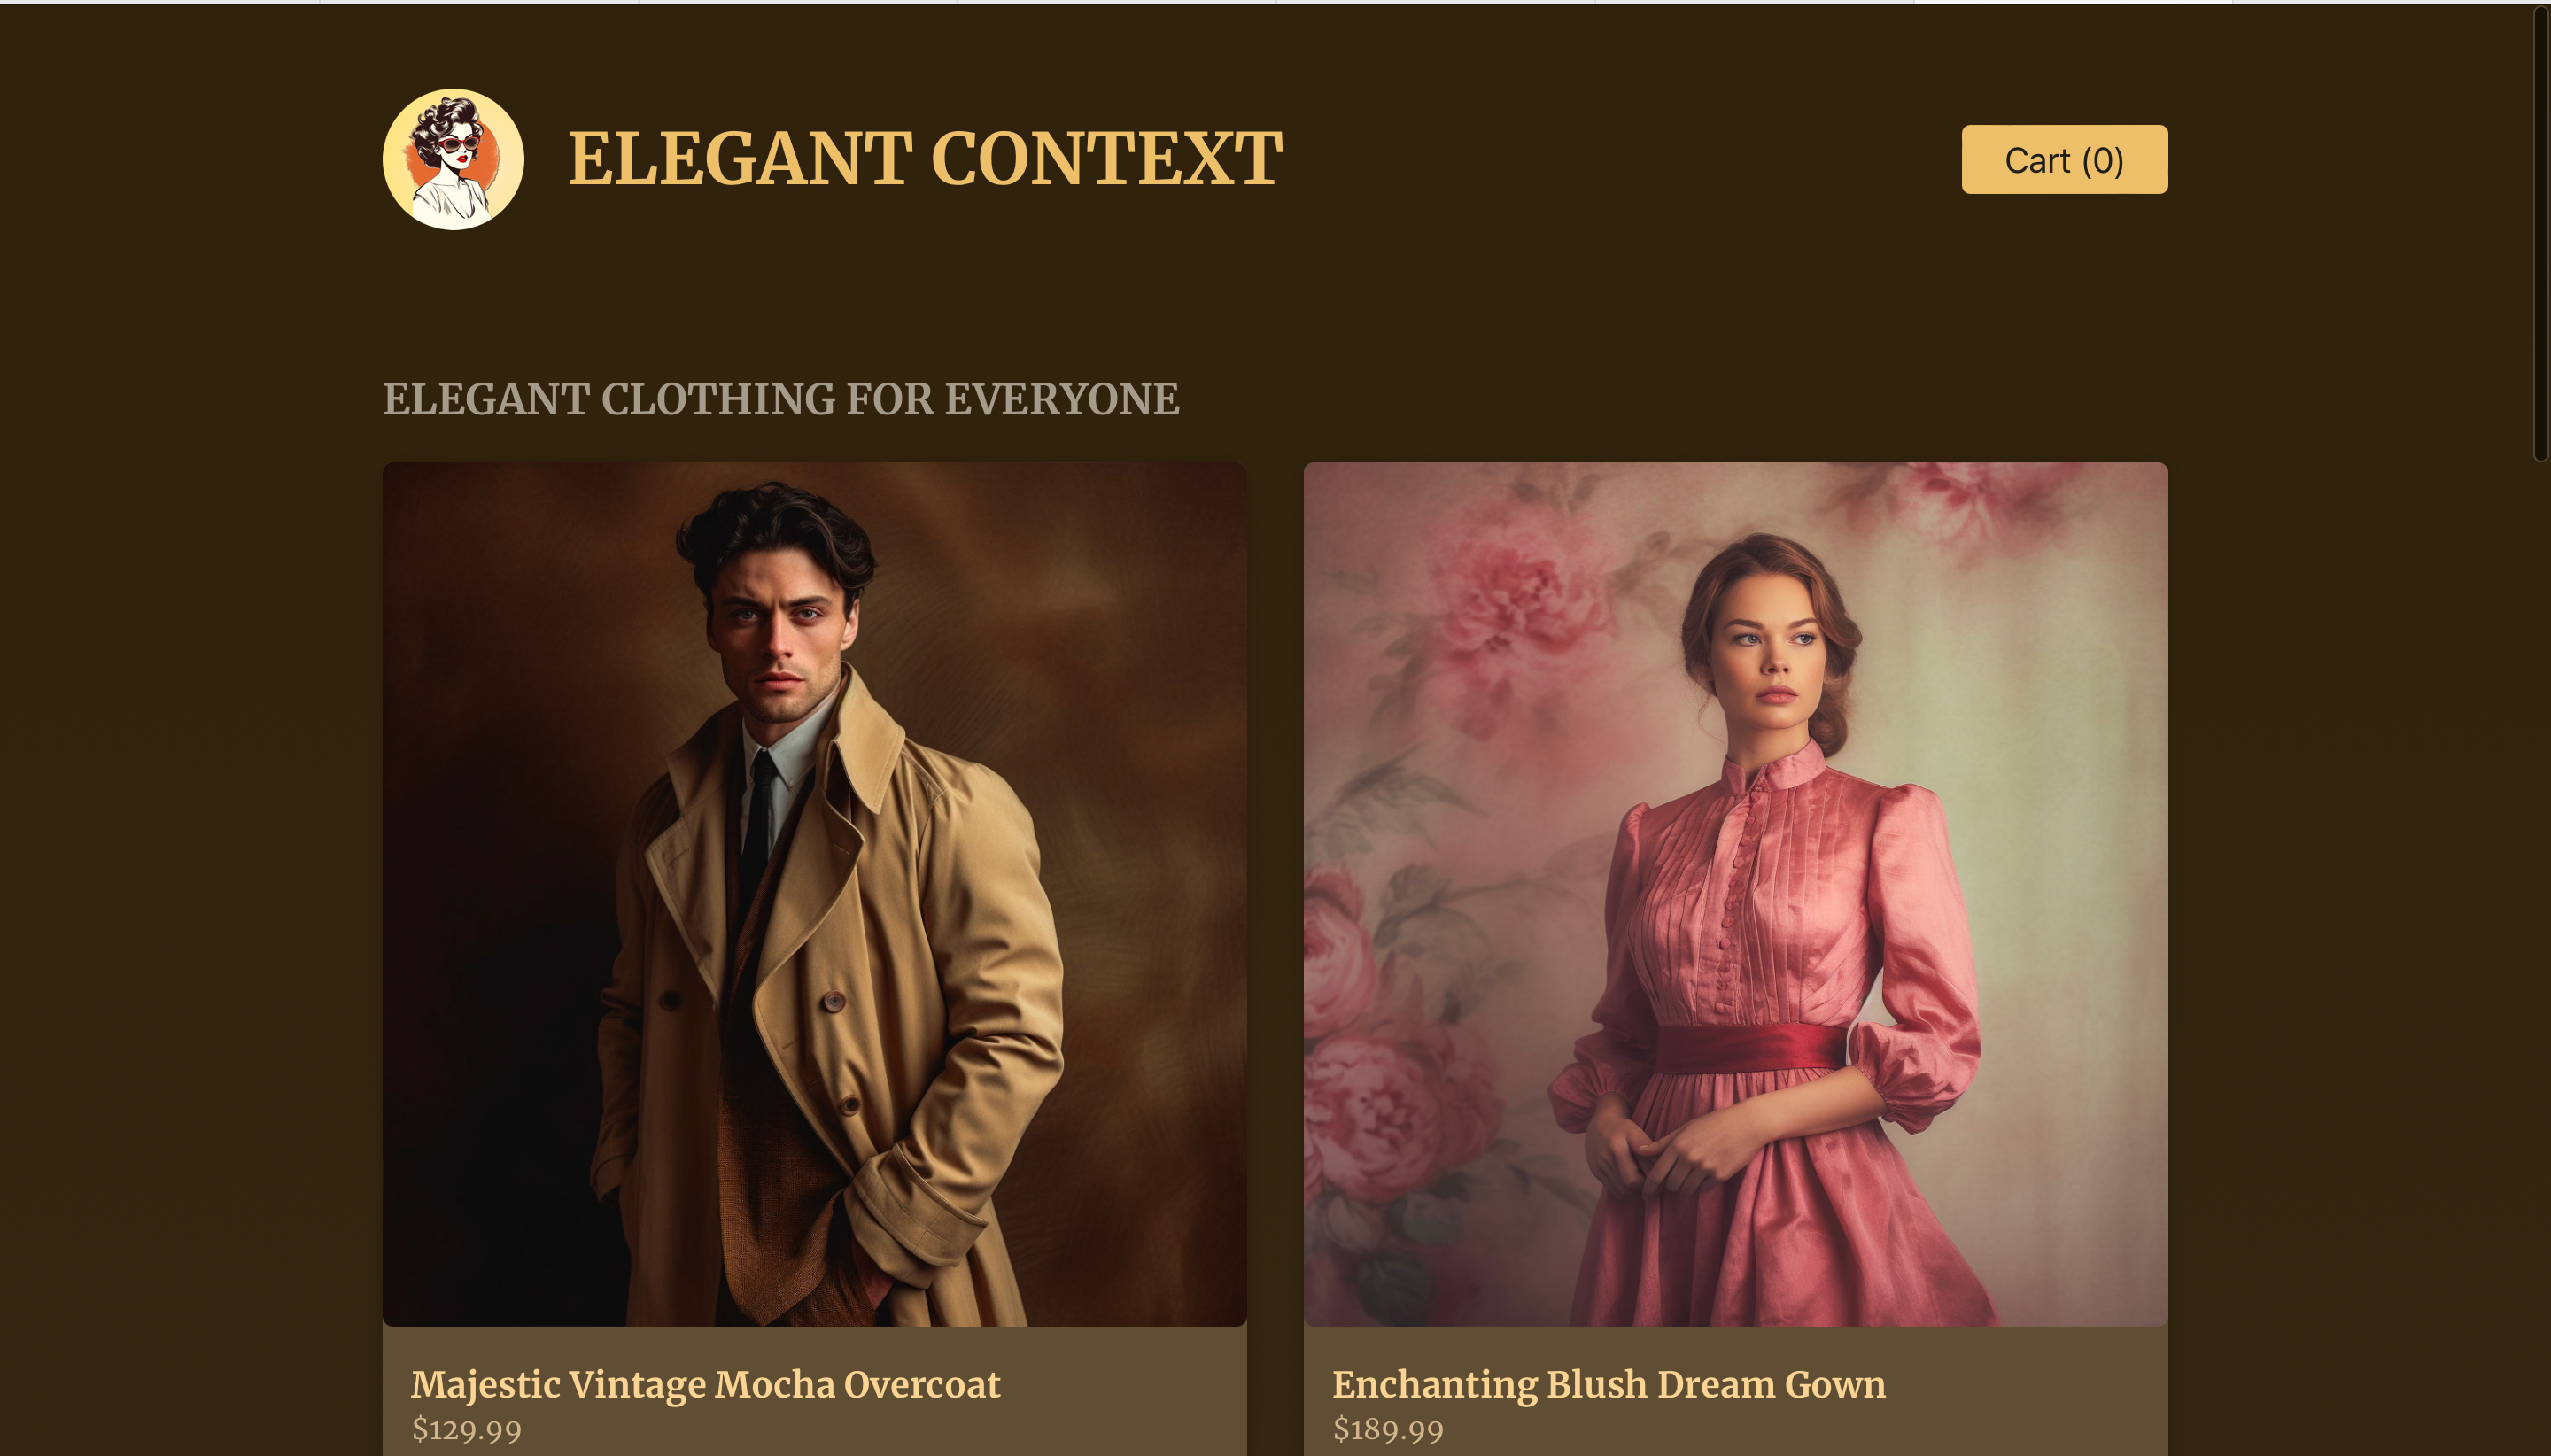 ELEGANT CONTEXT
Cart (0)
ELEGANT CLOTHING FOR EVERYONE
Majestic Vintage Mocha Overcoat
$129.99
Enchanting Blush Dream Gown
$189.99